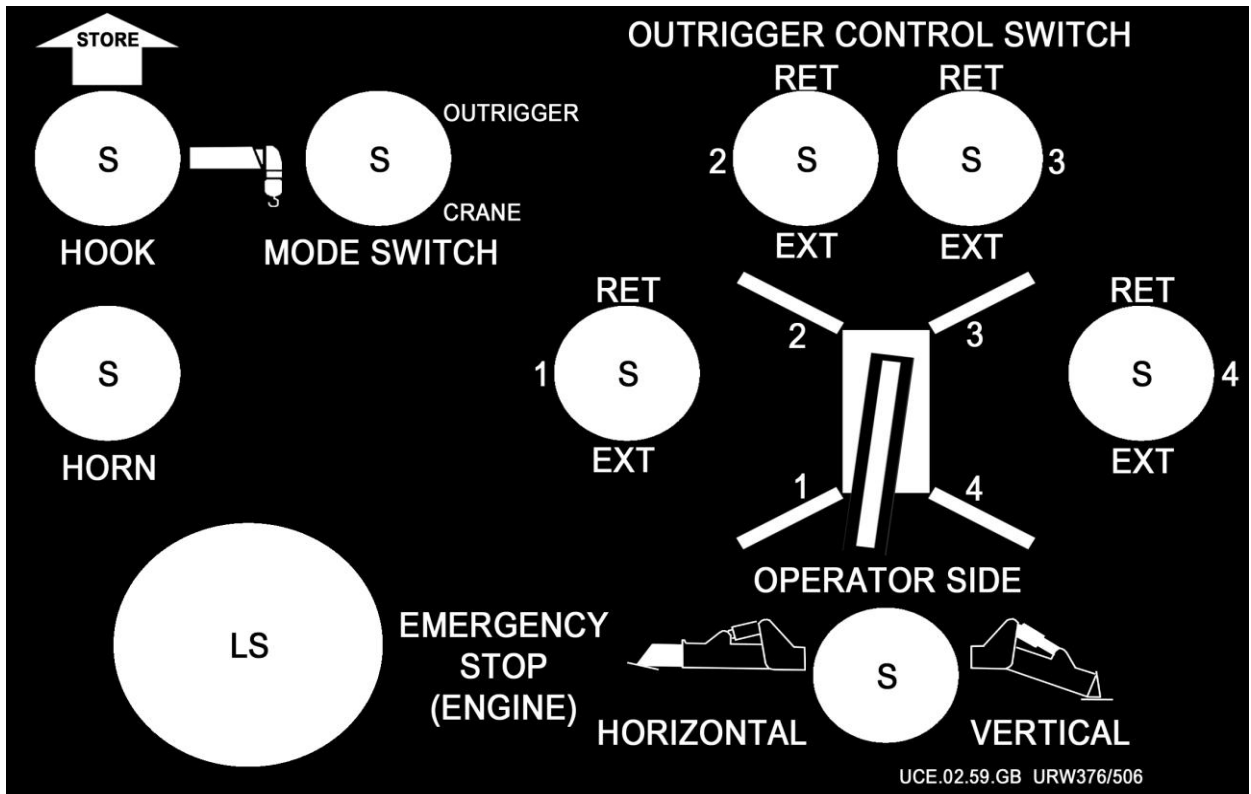 STORE
S
HOOK
S
OUTRIGGER
CRANE
MODE SWITCH
OUTRIGGER CONTROL SWITCH
RET
RET
2
S
S
3
EXT
EXT
S
HORN
RET
1
S
EXT
2
3
1
4
RET
S
4
EXT
OPERATOR SIDE
LS
EMERGENCY
STOP
(ENGINE)
S
HORIZONTAL
VERTICAL
UCE.02.59.GB URW376/506